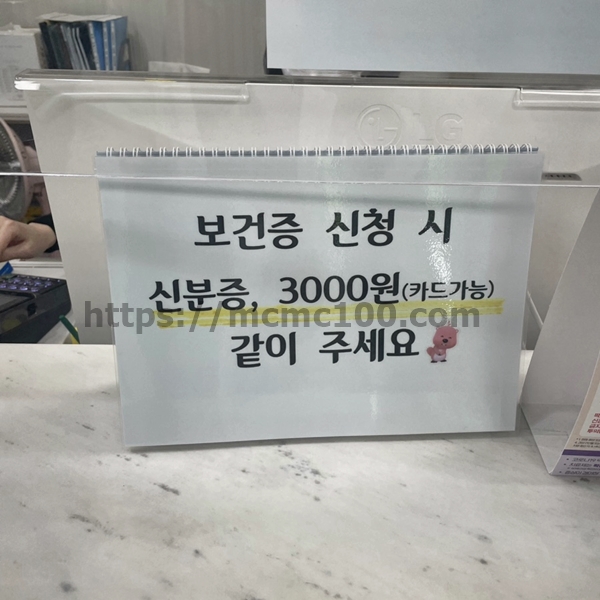 LG
보건증 신청 시
신분증, 3000원(카드가능)
https://mcmc100.com
같이 주세요